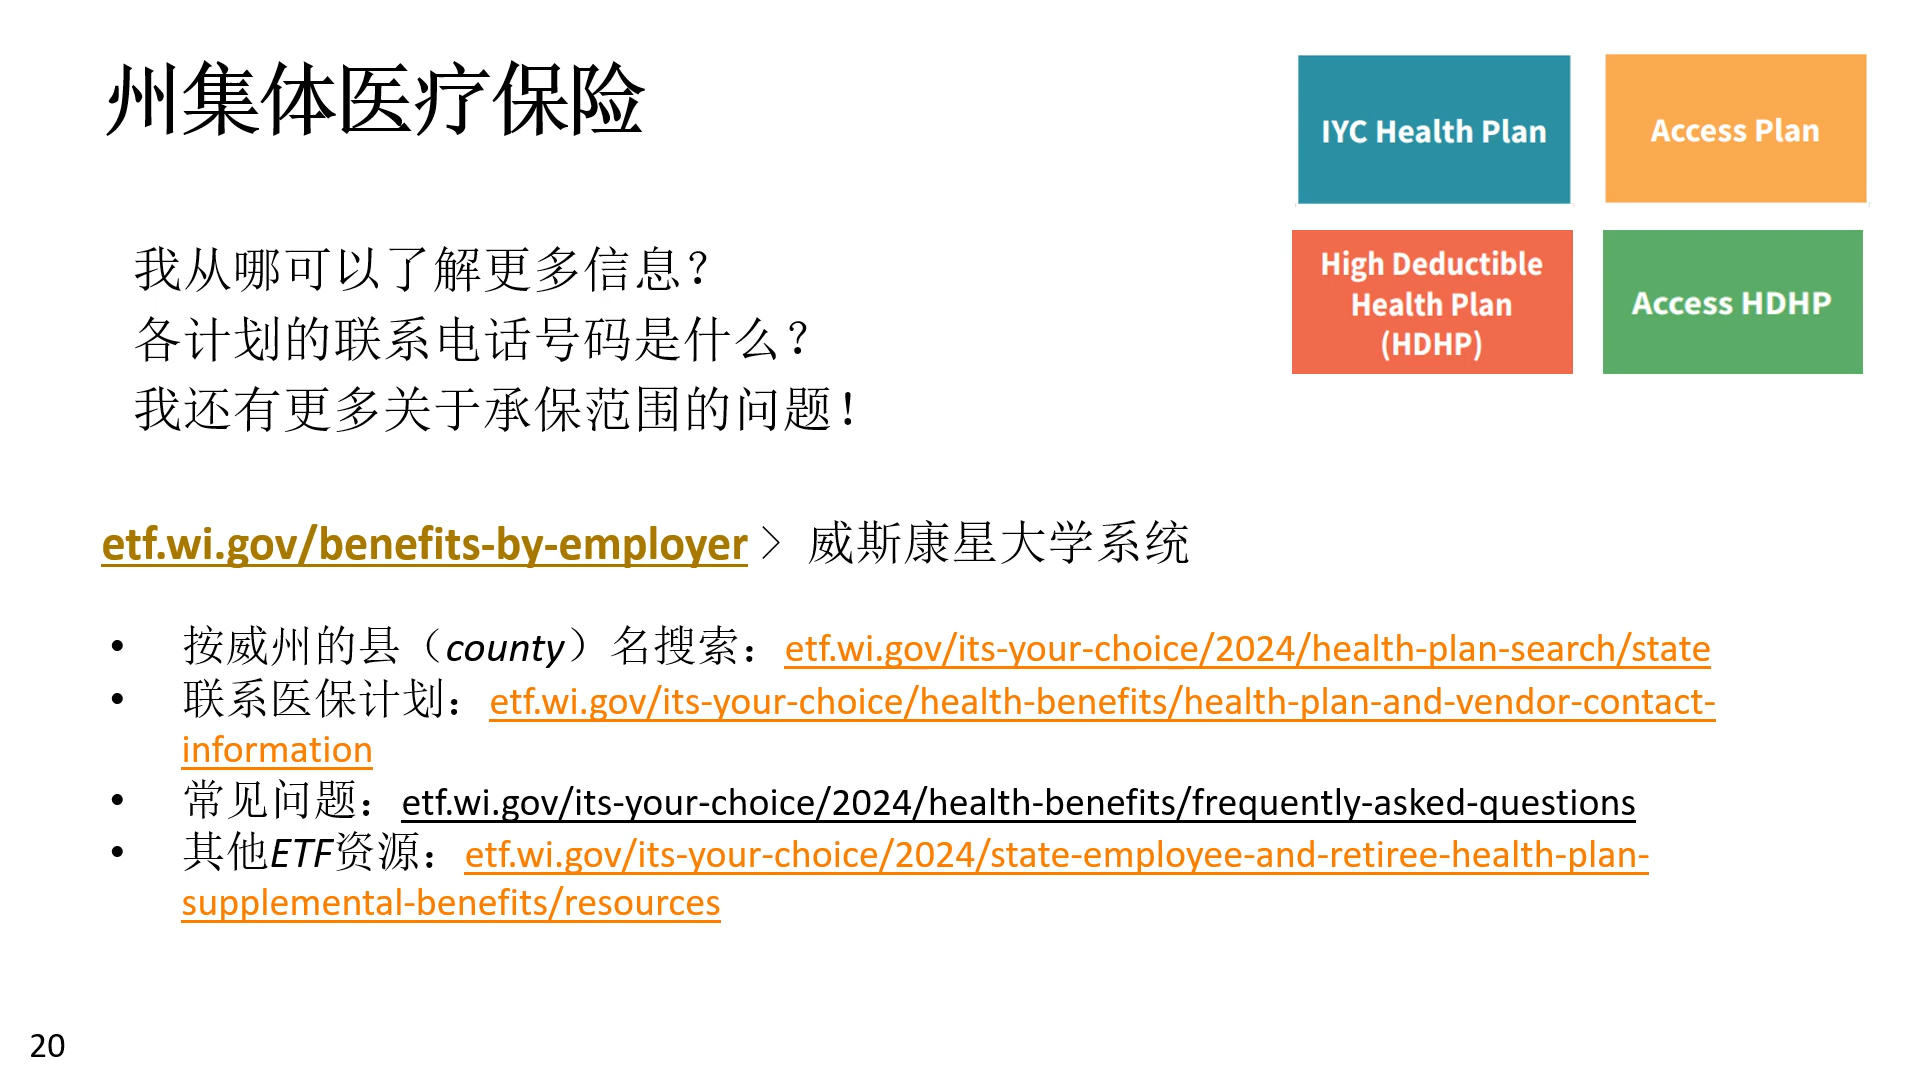 州集体医疗保险
IYC Health Plan
Access Plan
High Deductible
Health Plan
(HDHP)
Access HDHP
我从哪可以了解更多信息？
各计划的联系电话号码是什么？
我还有更多关于承保范围的问题！
etf.wi.gov/benefits-by-employer > 威斯康星大学系统
• 按威州的县（county）名搜索：etf.wi.gov/its-your-choice/2024/health-plan-search/state
• 联系医保计划：etf.wi.gov/its-your-choice/health-benefits/health-plan-and-vendor-contact-
information
• 常见问题：etf.wi.gov/its-your-choice/2024/health-benefits/frequently-asked-questions
• 其他ETF资源：etf.wi.gov/its-your-choice/2024/state-employee-and-retiree-health-plan-
supplemental-benefits/resources
20